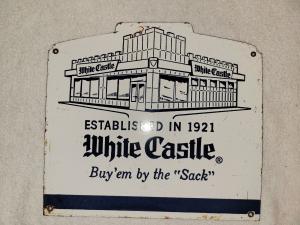 White Castle
White Castle
ESTABLISHED IN 1921
White Castle®
Buy'em by the "Sack"